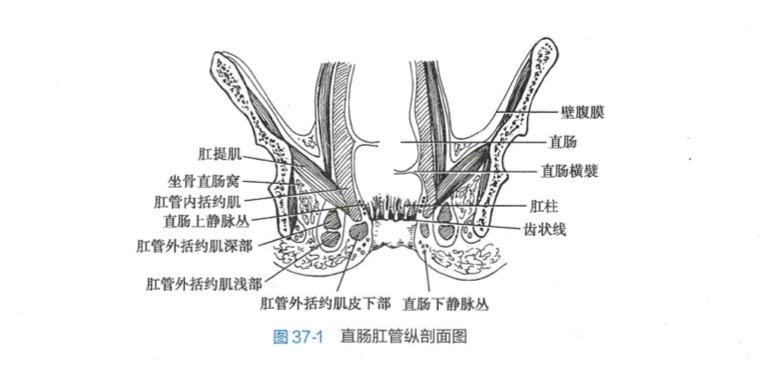 壁腹膜
直肠
肛提肌
直肠横襞
坐骨直肠窝
肛管内括约肌
肛柱
直肠上静脉丛
齿状线
肛管外括约肌深部
肛管外括约肌浅部
肛管外括约肌皮下部 直肠下静脉丛
图 37-1 直肠肛管纵剖面图